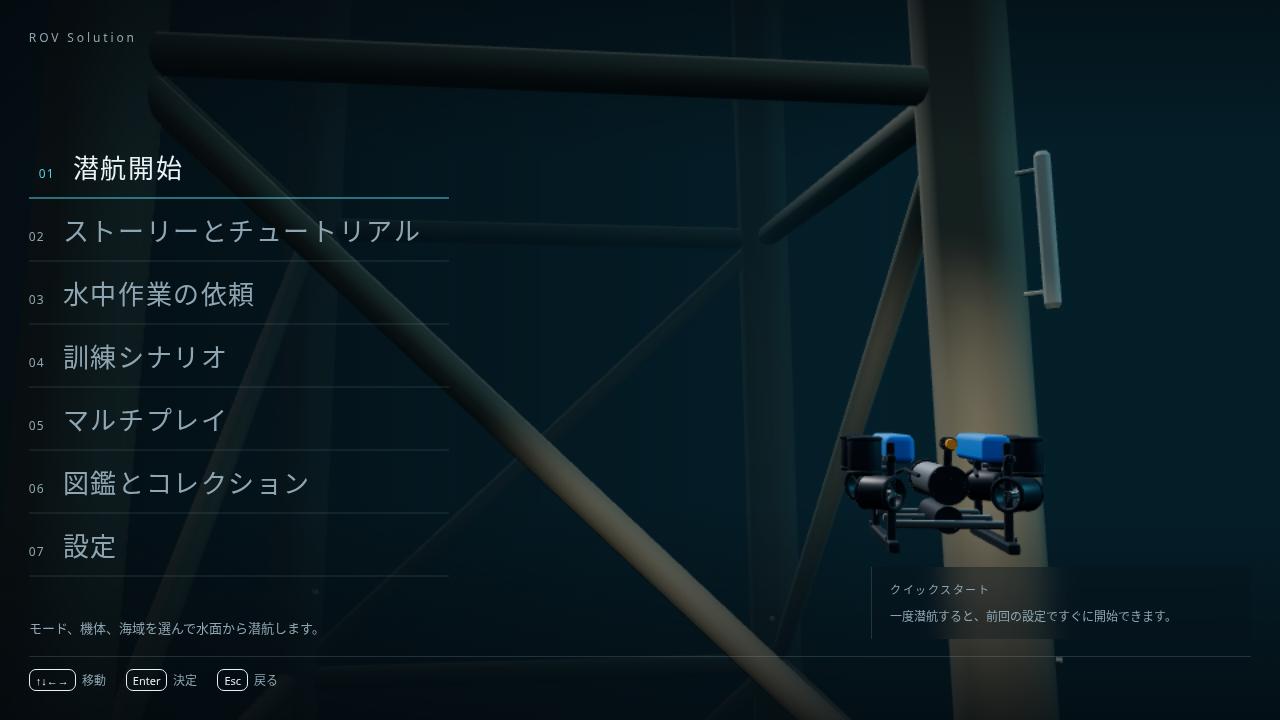 ROV Solution
01 潜航開始
02 ストーリーとチュートリアル
03 水中作業の依頼
04 訓練シナリオ
05 マルチプレイ
06 図鑑とコレクション
07 設定
クイックスタート
一度潜航すると、前回の設定ですぐに開始できます。
モード、機体、海域を選んで水面から潜航します。
↑↓←→ 移動 Enter 決定 Esc 戻る